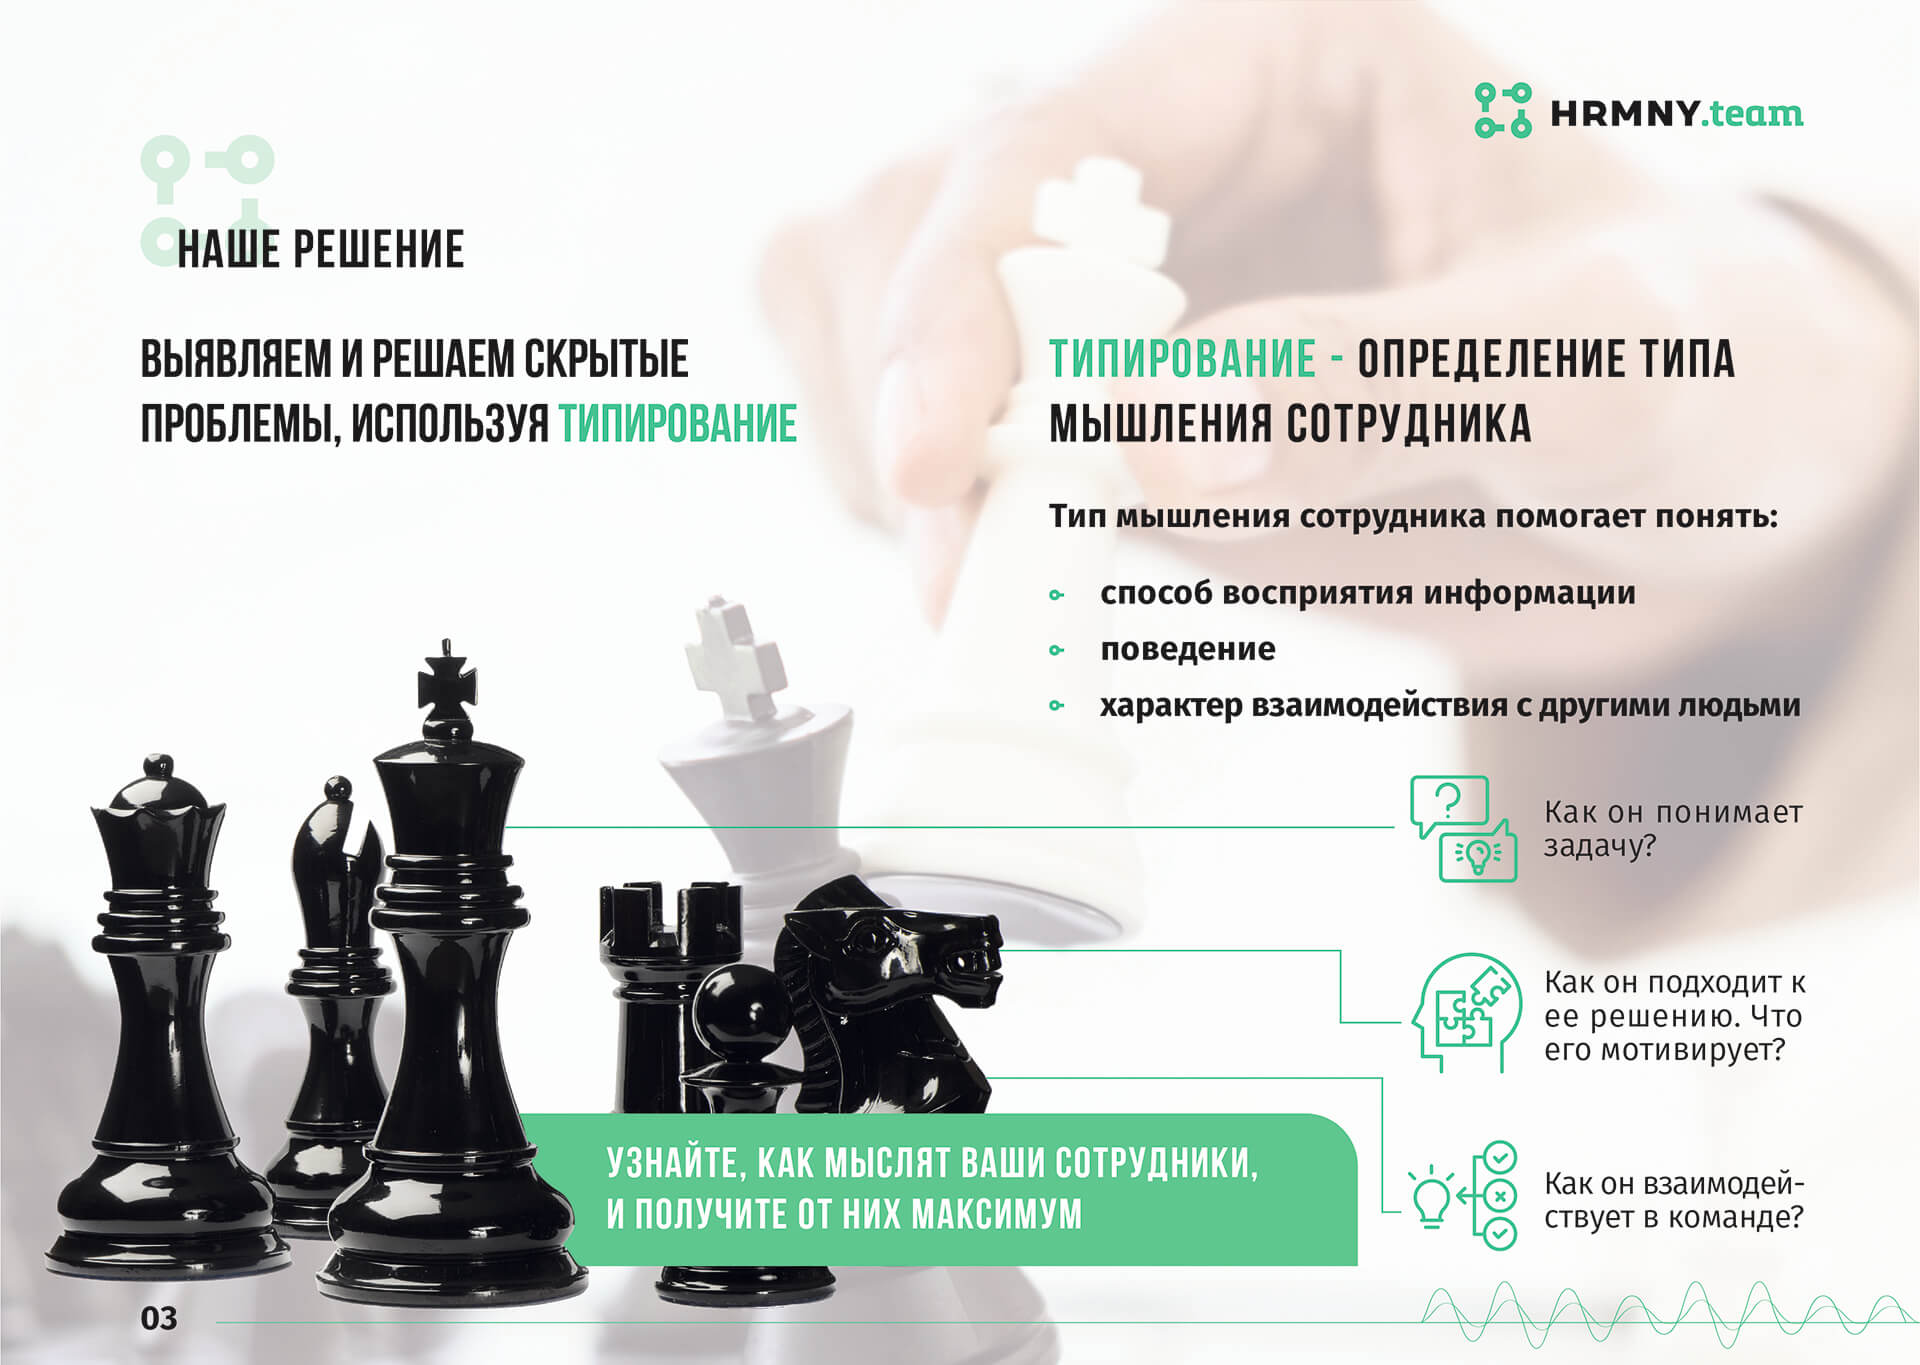 HRMNY.team
НАШЕ РЕШЕНИЕ
ВЫЯВЛЯЕМ И РЕШАЕМ СКРЫТЫЕ
ПРОБЛЕМЫ, ИСПОЛЬЗУЯ ТИПИРОВАНИЕ
ТИПИРОВАНИЕ - ОПРЕДЕЛЕНИЕ ТИПА
МЫШЛЕНИЯ СОТРУДНИКА
Тип мышления сотрудника помогает понять:
способ восприятия информации
поведение
характер взаимодействия с другими людьми
Как он понимает
задачу?
Как он подходит к
ее решению. Что
его мотивирует?
Как он взаимодей-
ствует в команде?
УЗНАЙТЕ, КАК МЫСЛЯТ ВАШИ СОТРУДНИКИ,
И ПОЛУЧИТЕ ОТ НИХ МАКСИМУМ
03